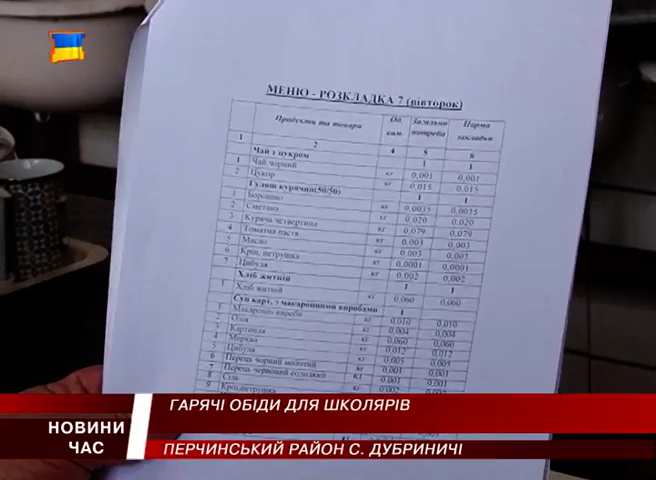 МЕНЮ - РОЗКЛАДКА 7 (вівторок)
Продукти та товари Од. вим. Загальна потреба Норма закладки
1 2 4 5 6
Чай з цукром 1 1
1 Чай чорний кг 0,001 0,001
2 Цукор кг 0,015 0,015
Гуляш курячий(50/50) 1 1
1 Борошно кг 0,0035 0,0035
2 Сметана кг 0,020 0,020
3 Куряча четвертина кг 0,079 0,079
4 Томатна паста кг 0,003 0,003
5 Масло кг 0,003 0,003
6 Кріп, петрушка кг 0,0001 0,0001
7 Цибуля кг 0,002 0,002
Хліб житній 1 1
1 Хліб житній кг 0,060 0,060
Суп карт, з макаронними виробами 1
1 Макаронні вироби кг 0,010 0,010
2 Олія кг 0,004 0,004
3 Картопля кг 0,060 0,060
4 Морква кг 0,012 0,012
5 Цибуля кг 0,005 0,005
6 Перець чорний молотий кг 0,001 0,001
7 Перець червоний солодкий кг 0,001 0,001
8 Сіль кг
9 Кріп,петрушка
ГАРЯЧІ ОБІДИ ДЛЯ ШКОЛЯРІВ
НОВИНИ
ЧАС
ПЕРЧИНСЬКИЙ РАЙОН С. ДУБРИНИЧІ